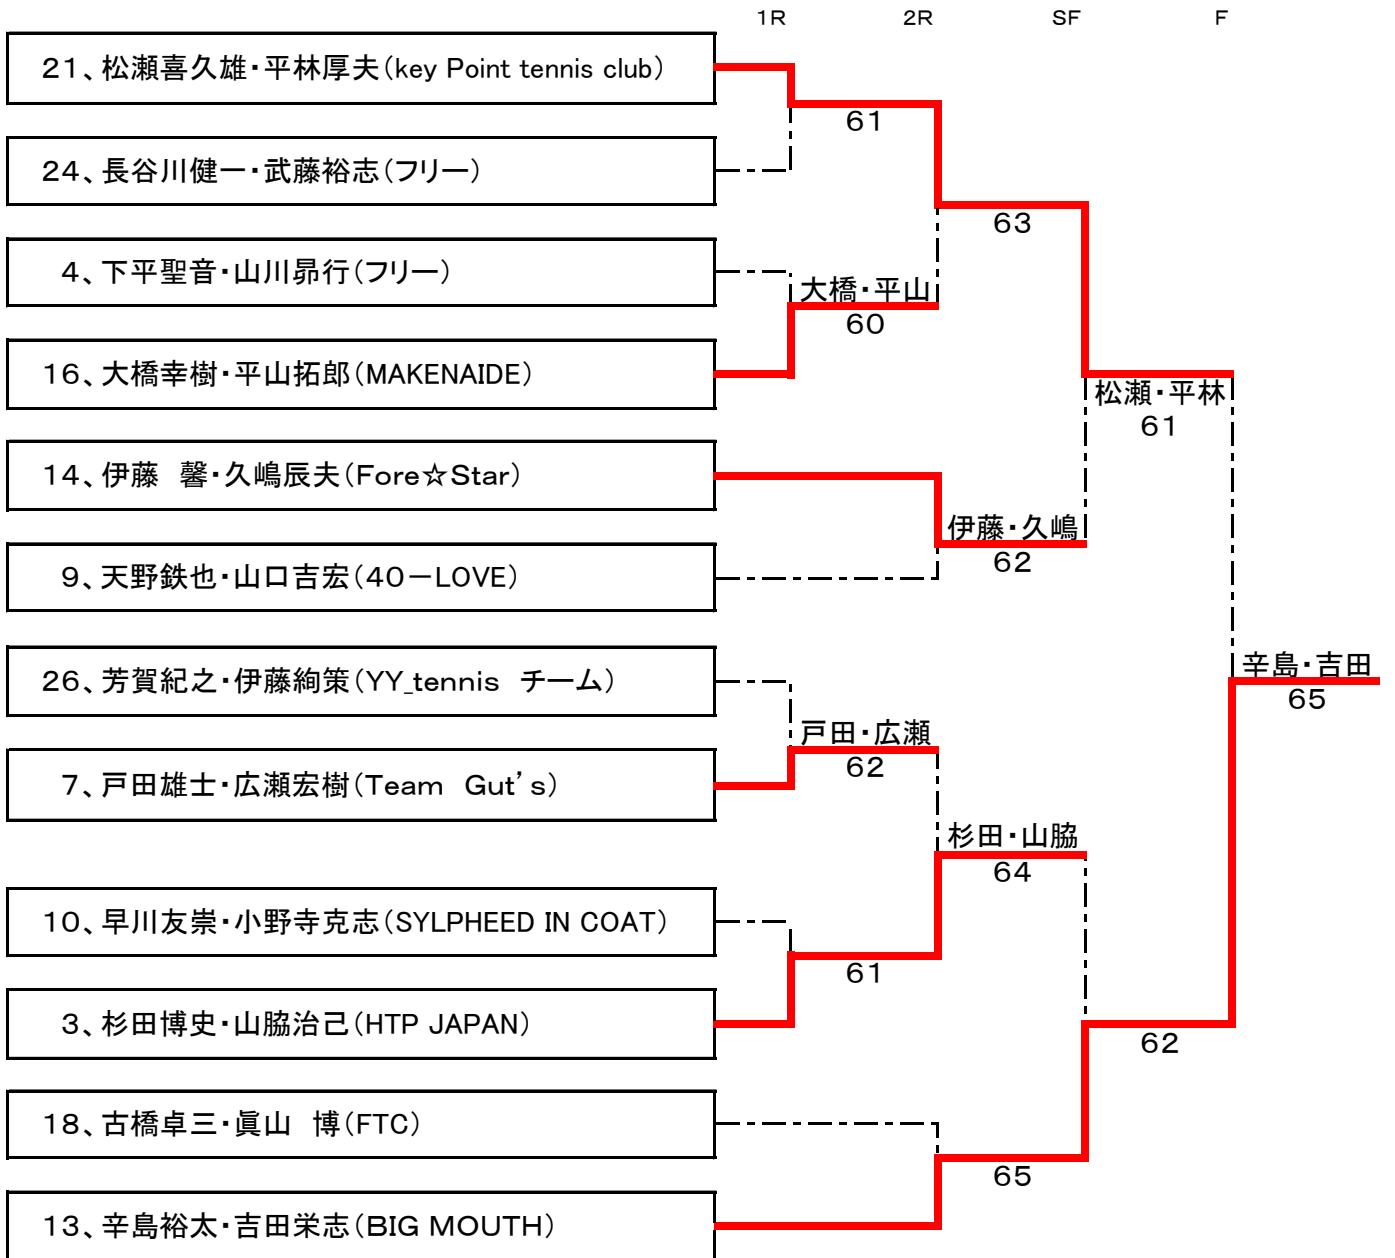 1R 2R SF F
21、松瀬喜久雄・平林厚夫(key Point tennis club)
61
24、長谷川健一・武藤裕志(フリー)
63
4、下平聖音・山川昴行(フリー)
大橋・平山
60
16、大橋幸樹・平山拓郎(MAKENAIDE)
松瀬・平林
61
14、伊藤　馨・久嶋辰夫(Fore☆Star)
伊藤・久嶋
62
9、天野鉄也・山口吉宏(40－LOVE)
26、芳賀紀之・伊藤絢策(YY_tennis　チーム)
辛島・吉田
65
戸田・広瀬
62
7、戸田雄士・広瀬宏樹(Team　Gut's)
杉田・山脇
64
10、早川友崇・小野寺克志(SYLPHEED IN COAT)
61
3、杉田博史・山脇治己(HTP JAPAN)
62
18、古橋卓三・眞山　博(FTC)
65
13、辛島裕太・吉田栄志(BIG MOUTH)